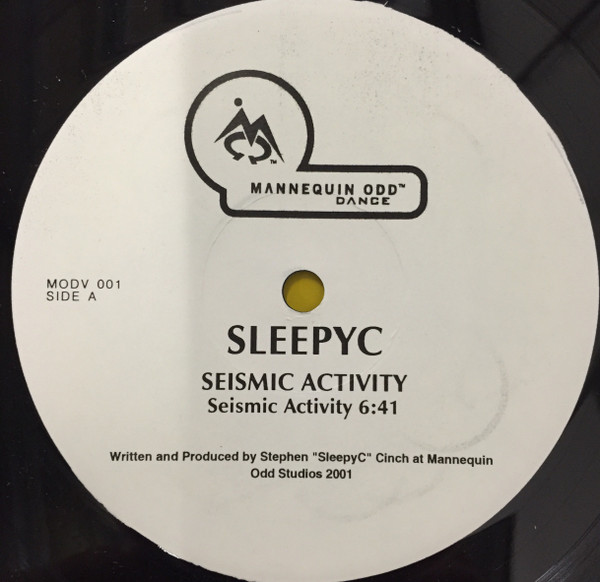 MANNEQUIN ODD™
DANCE
MODV 001
SIDE A
SLEEPYC
SEISMIC ACTIVITY
Seismic Activity 6:41
Written and Produced by Stephen "SleepyC" Cinch at Mannequin
Odd Studios 2001